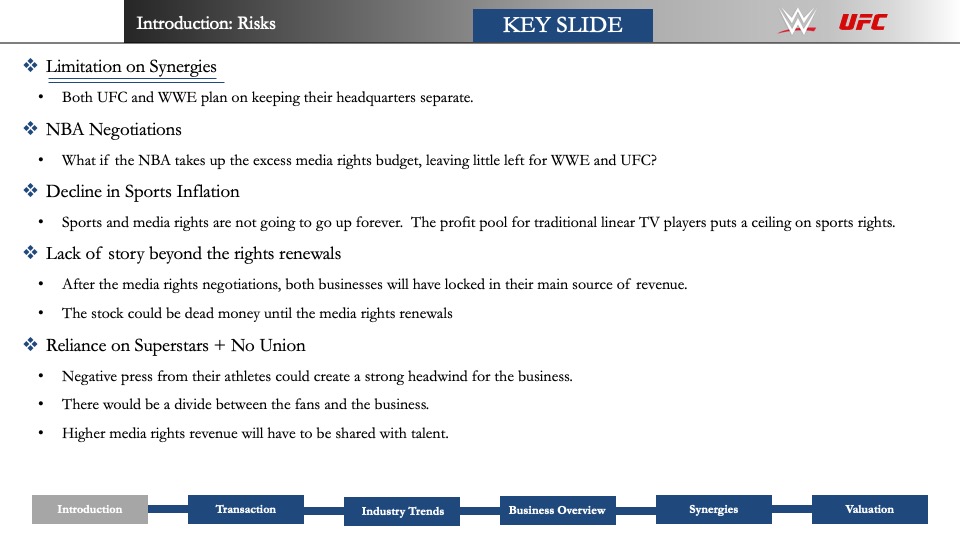 Introduction: Risks
KEY SLIDE
W
UFC
❖ Limitation on Synergies
• Both UFC and WWE plan on keeping their headquarters separate.
❖ NBA Negotiations
• What if the NBA takes up the excess media rights budget, leaving little left for WWE and UFC?
❖ Decline in Sports Inflation
• Sports and media rights are not going to go up forever. The profit pool for traditional linear TV players puts a ceiling on sports rights.
❖ Lack of story beyond the rights renewals
• After the media rights negotiations, both businesses will have locked in their main source of revenue.
• The stock could be dead money until the media rights renewals
❖ Reliance on Superstars + No Union
• Negative press from their athletes could create a strong headwind for the business.
• There would be a divide between the fans and the business.
• Higher media rights revenue will have to be shared with talent.
Introduction
Transaction
Industry Trends
Business Overview
Synergies
Valuation